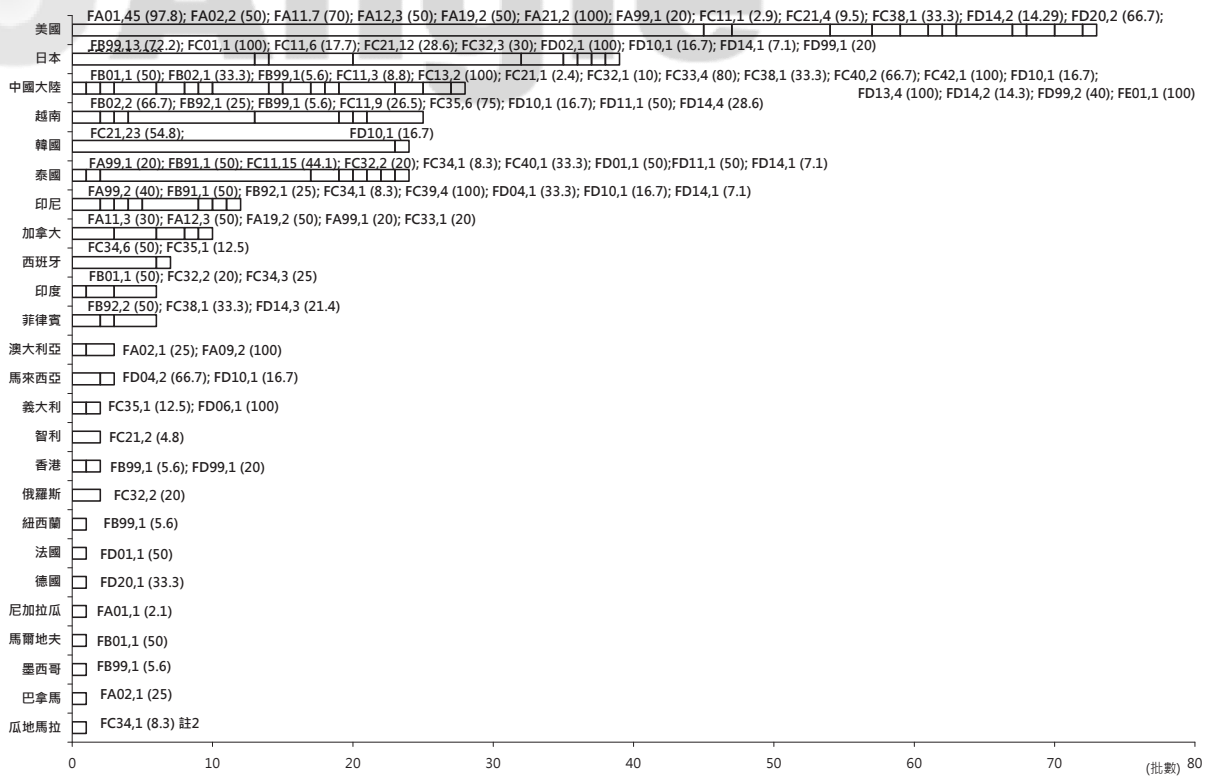 美國 FA01,45 (97.8); FA02,2 (50); FA11.7 (70); FA12,3 (50); FA19,2 (50); FA21,2 (100); FA99,1 (20); FC11,1 (2.9); FC21,4 (9.5); FC38,1 (33.3); FD14,2 (14.29); FD20,2 (66.7);
日本 FB99,13 (72.2); FC01,1 (100); FC11,6 (17.7); FC21,12 (28.6); FC32,3 (30); FD02,1 (100); FD10,1 (16.7); FD14,1 (7.1); FD99,1 (20)
中國大陸 FB01,1 (50); FB02,1 (33.3); FB99,1(5.6); FC11,3 (8.8); FC13,2 (100); FC21,1 (2.4); FC32,1 (10); FC33,4 (80); FC38,1 (33.3); FC40,2 (66.7); FC42,1 (100); FD10,1 (16.7);
FD13,4 (100); FD14,2 (14.3); FD99,2 (40); FE01,1 (100)
越南 FB02,2 (66.7); FB92,1 (25); FB99,1 (5.6); FC11,9 (26.5); FC35,6 (75); FD10,1 (16.7); FD11,1 (50); FD14,4 (28.6)
韓國 FC21,23 (54.8); FD10,1 (16.7)
泰國 FA99,1 (20); FB91,1 (50); FC11,15 (44.1); FC32,2 (20); FC34,1 (8.3); FC40,1 (33.3); FD01,1 (50);FD11,1 (50); FD14,1 (7.1)
印尼 FA99,2 (40); FB91,1 (50); FB92,1 (25); FC34,1 (8.3); FC39,4 (100); FD04,1 (33.3); FD10,1 (16.7); FD14,1 (7.1)
加拿大 FA11,3 (30); FA12,3 (50); FA19,2 (50); FA99,1 (20); FC33,1 (20)
西班牙 FC34,6 (50); FC35,1 (12.5)
印度 FB01,1 (50); FC32,2 (20); FC34,3 (25)
菲律賓 FB92,2 (50); FC38,1 (33.3); FD14,3 (21.4)
澳大利亞 FA02,1 (25); FA09,2 (100)
馬來西亞 FD04,2 (66.7); FD10,1 (16.7)
義大利 FC35,1 (12.5); FD06,1 (100)
智利 FC21,2 (4.8)
香港 FB99,1 (5.6); FD99,1 (20)
俄羅斯 FC32,2 (20)
紐西蘭 FB99,1 (5.6)
法國 FD01,1 (50)
德國 FD20,1 (33.3)
尼加拉瓜 FA01,1 (2.1)
馬爾地夫 FB01,1 (50)
墨西哥 FB99,1 (5.6)
巴拿馬 FA02,1 (25)
瓜地馬拉 FC34,1 (8.3) 註2
0 10 20 30 40 50 60 70 80
(批數)